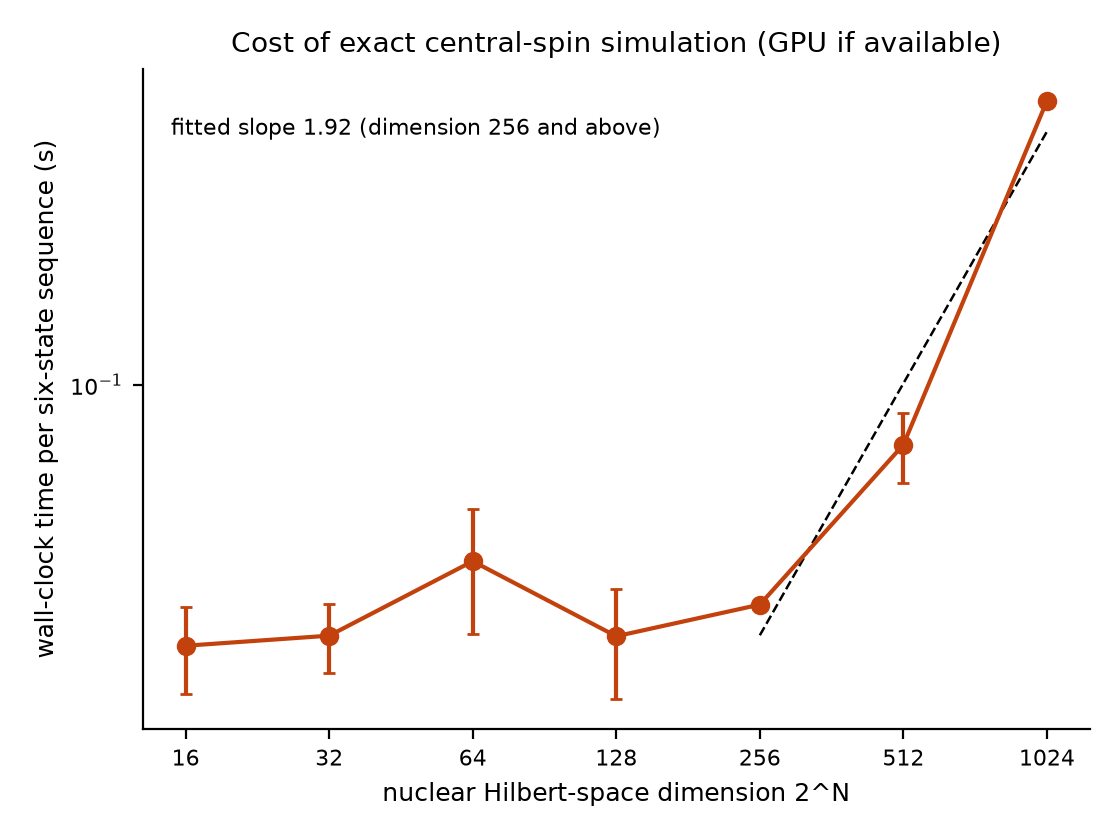 Cost of exact central-spin simulation (GPU if available)
fitted slope 1.92 (dimension 256 and above)
wall-clock time per six-state sequence (s)
10⁻¹
16 32 64 128 256 512 1024
nuclear Hilbert-space dimension 2^N